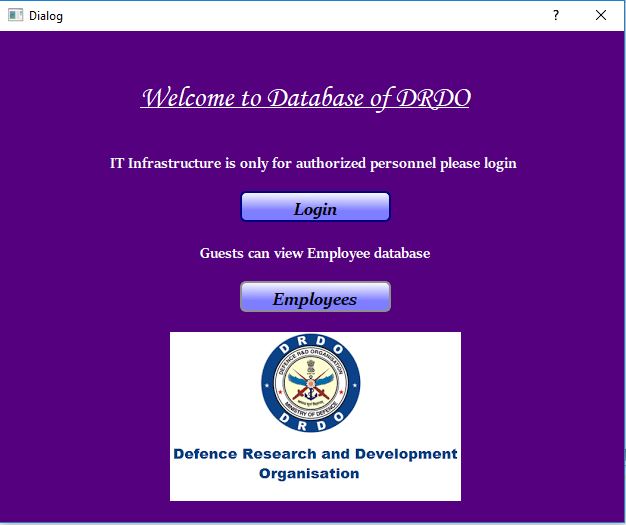 Dialog
Welcome to Database of DRDO
IT Infrastructure is only for authorized personnel please login
Login
Guests can view Employee database
Employees
DRDO
DEFENCE R&D ORGANISATION
MINISTRY OF DEFENCE
DRDO
Defence Research and Development
Organisation